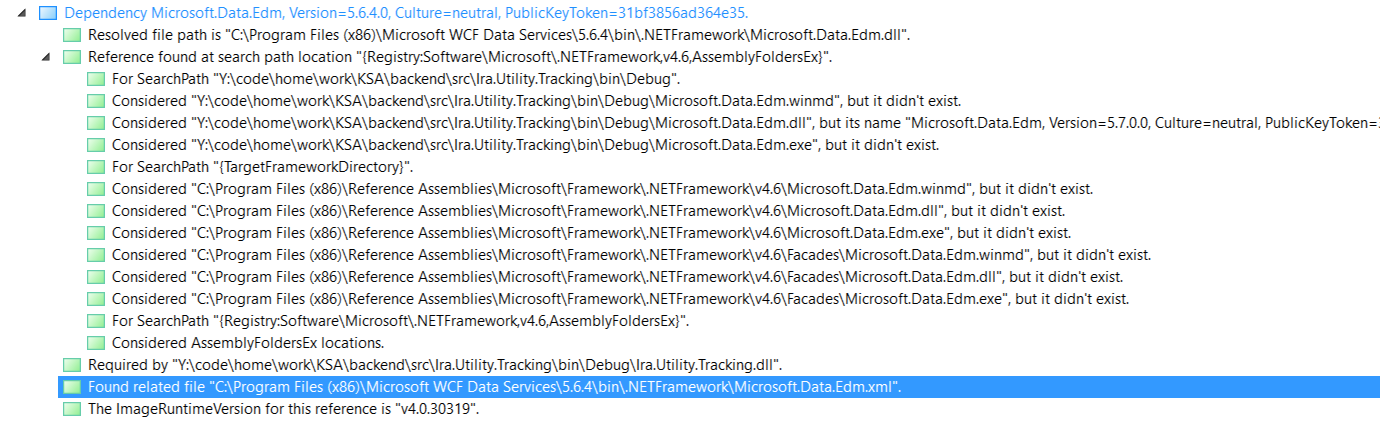 Dependency Microsoft.Data.Edm, Version=5.6.4.0, Culture=neutral, PublicKeyToken=31bf3856ad364e35.
Resolved file path is "C:\Program Files (x86)\Microsoft WCF Data Services\5.6.4\bin\.NETFramework\Microsoft.Data.Edm.dll".
Reference found at search path location "{Registry:Software\Microsoft\.NETFramework,v4.6,AssemblyFoldersEx}".
For SearchPath "Y:\code\home\work\KSA\backend\src\Ira.Utility.Tracking\bin\Debug".
Considered "Y:\code\home\work\KSA\backend\src\Ira.Utility.Tracking\bin\Debug\Microsoft.Data.Edm.winmd", but it didn't exist.
Considered "Y:\code\home\work\KSA\backend\src\Ira.Utility.Tracking\bin\Debug\Microsoft.Data.Edm.dll", but its name "Microsoft.Data.Edm, Version=5.7.0.0, Culture=neutral, PublicKeyToken=3
Considered "Y:\code\home\work\KSA\backend\src\Ira.Utility.Tracking\bin\Debug\Microsoft.Data.Edm.exe", but it didn't exist.
For SearchPath "{TargetFrameworkDirectory}".
Considered "C:\Program Files (x86)\Reference Assemblies\Microsoft\Framework\.NETFramework\v4.6\Microsoft.Data.Edm.winmd", but it didn't exist.
Considered "C:\Program Files (x86)\Reference Assemblies\Microsoft\Framework\.NETFramework\v4.6\Microsoft.Data.Edm.dll", but it didn't exist.
Considered "C:\Program Files (x86)\Reference Assemblies\Microsoft\Framework\.NETFramework\v4.6\Microsoft.Data.Edm.exe", but it didn't exist.
Considered "C:\Program Files (x86)\Reference Assemblies\Microsoft\Framework\.NETFramework\v4.6\Facades\Microsoft.Data.Edm.winmd", but it didn't exist.
Considered "C:\Program Files (x86)\Reference Assemblies\Microsoft\Framework\.NETFramework\v4.6\Facades\Microsoft.Data.Edm.dll", but it didn't exist.
Considered "C:\Program Files (x86)\Reference Assemblies\Microsoft\Framework\.NETFramework\v4.6\Facades\Microsoft.Data.Edm.exe", but it didn't exist.
For SearchPath "{Registry:Software\Microsoft\.NETFramework,v4.6,AssemblyFoldersEx}".
Considered AssemblyFoldersEx locations.
Required by "Y:\code\home\work\KSA\backend\src\Ira.Utility.Tracking\bin\Debug\Ira.Utility.Tracking.dll".
Found related file "C:\Program Files (x86)\Microsoft WCF Data Services\5.6.4\bin\.NETFramework\Microsoft.Data.Edm.xml".
The ImageRuntimeVersion for this reference is "v4.0.30319".